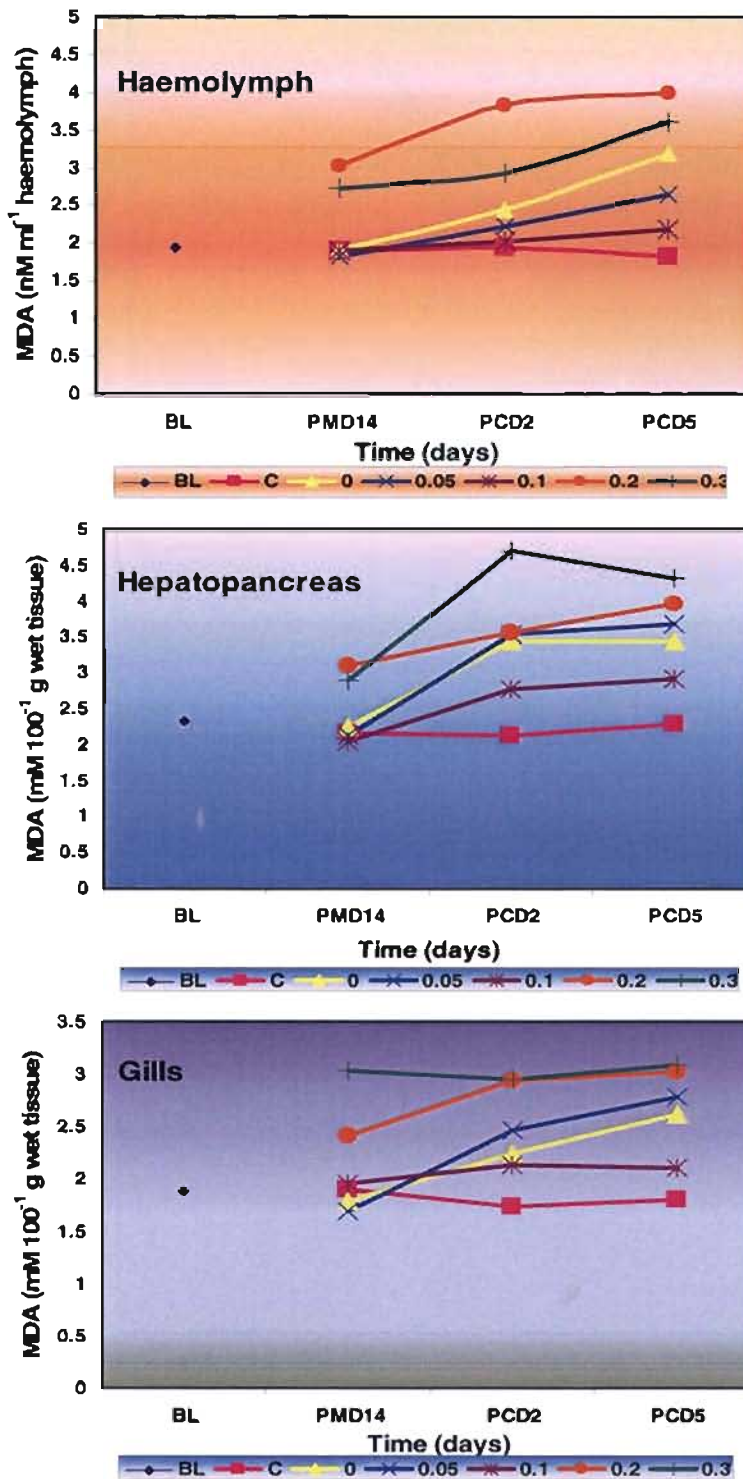 5
Haemolymph
4.5
4
3.5
3
2.5
2
1.5
1
0.5
0
MDA (nM ml⁻¹ haemolymph)
BL PMD14 PCD2 PCD5
Time (days)
BL C 0 0.05 0.1 0.2 0.3
5
Hepatopancreas
4.5
4
3.5
3
2.5
2
1.5
1
0.5
0
MDA (mM 100⁻¹ g wet tissue)
BL PMD14 PCD2 PCD5
Time (days)
BL C 0 0.05 0.1 0.2 0.3
3.5
Gills
3
2.5
2
1.5
1
0.5
0
MDA (mM 100⁻¹ g wet tissue)
BL PMD14 PCD2 PCD5
Time (days)
BL C 0 0.05 0.1 0.2 0.3